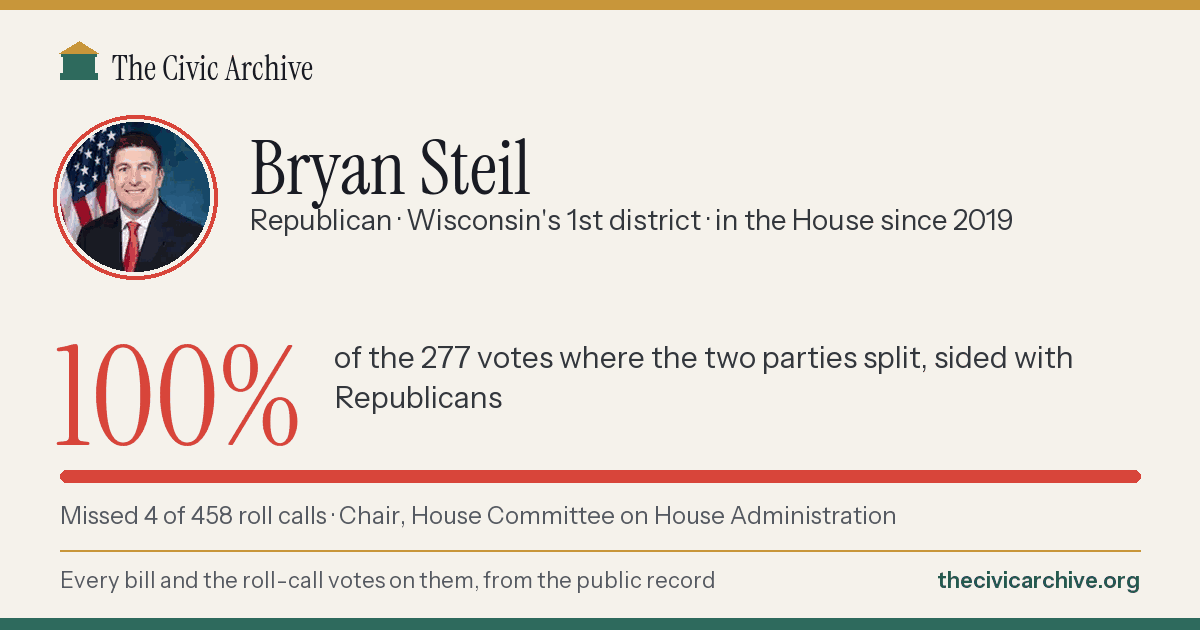 The Civic Archive
Bryan Steil
Republican · Wisconsin's 1st district · in the House since 2019
100%
of the 277 votes where the two parties split, sided with
Republicans
Missed 4 of 458 roll calls · Chair, House Committee on House Administration
Every bill and the roll-call votes on them, from the public record
thecivicarchive.org